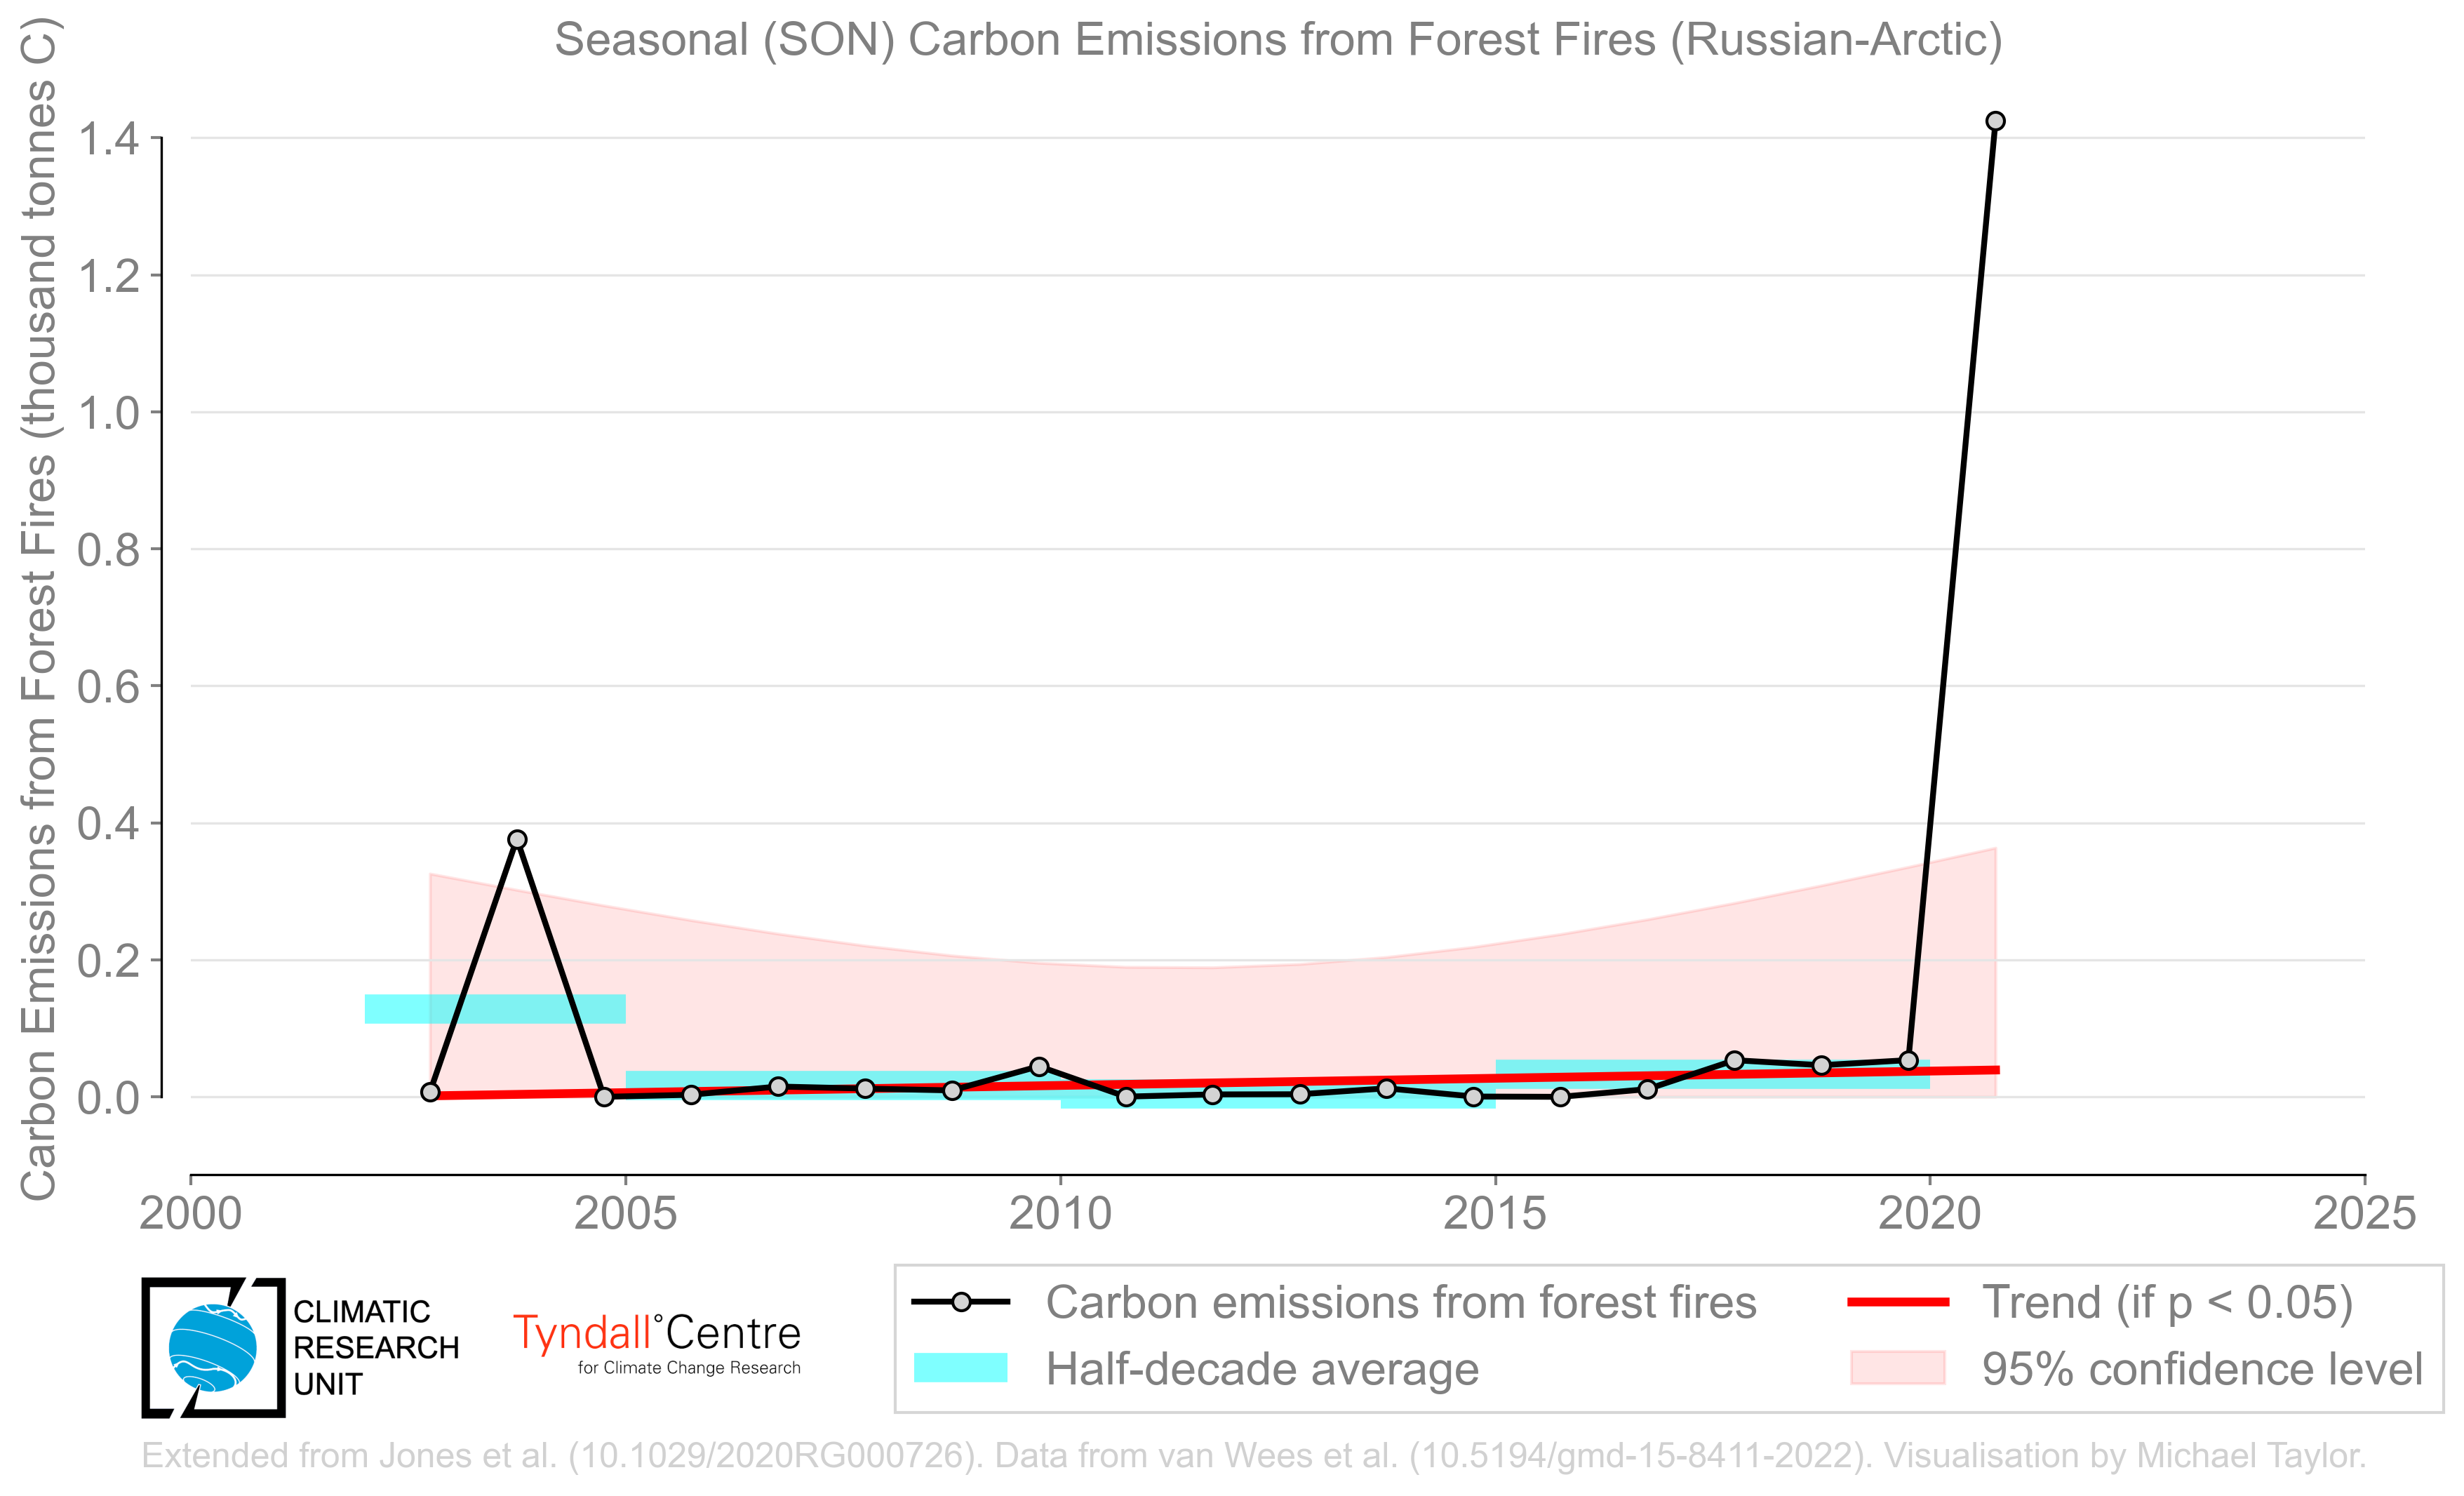 Seasonal (SON) Carbon Emissions from Forest Fires (Russian-Arctic)
Carbon Emissions from Forest Fires (thousand tonnes C)
1.4
1.2
1.0
0.8
0.6
0.4
0.2
0.0
2000 2005 2010 2015 2020 2025
Carbon emissions from forest fires
Half-decade average
Trend (if p < 0.05)
95% confidence level
CLIMATIC
RESEARCH
UNIT
Tyndall°Centre
for Climate Change Research
Extended from Jones et al. (10.1029/2020RG000726). Data from van Wees et al. (10.5194/gmd-15-8411-2022). Visualisation by Michael Taylor.